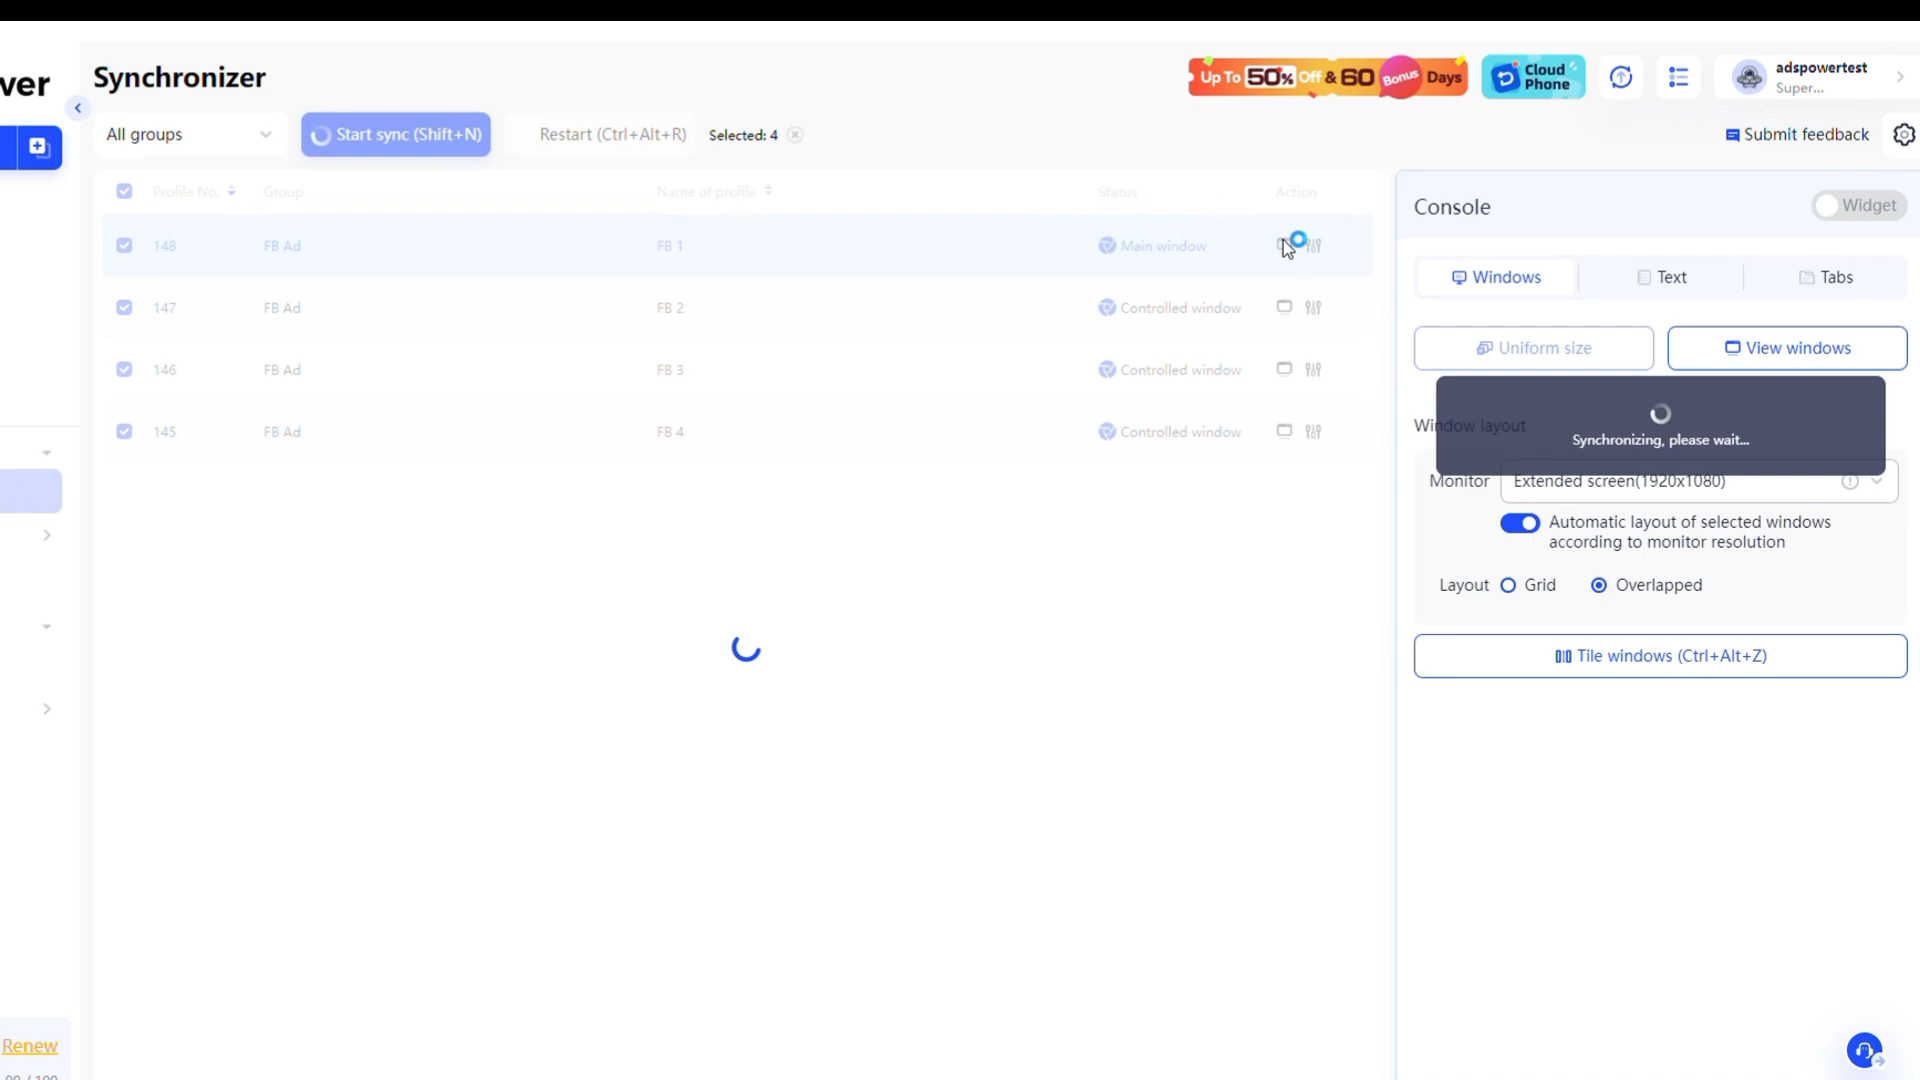 ver
Synchronizer
Up To 50% Off & 60 Bonus Days
Cloud
Phone
adspowertest
Super...
All groups
Start sync (Shift+N)
Restart (Ctrl+Alt+R)
Selected: 4
Submit feedback
Profile No.
Group
Name of profile
Status
Action
148
FB Ad
FB 1
Main window
147
FB Ad
FB 2
Controlled window
146
FB Ad
FB 3
Controlled window
145
FB Ad
FB 4
Controlled window
Console
Widget
Windows
Text
Tabs
Uniform size
View windows
Window layout
Synchronizing, please wait...
Monitor
Extended screen(1920x1080)
Automatic layout of selected windows
according to monitor resolution
Layout
Grid
Overlapped
Tile windows (Ctrl+Alt+Z)
Renew